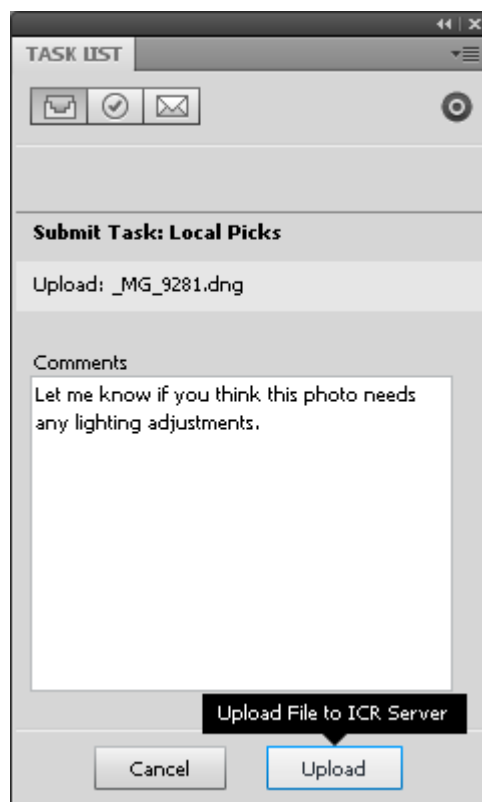 TASK LIST
Submit Task: Local Picks
Upload: _MG_9281.dng
Comments
Let me know if you think this photo needs
any lighting adjustments.
Upload File to ICR Server
Cancel
Upload